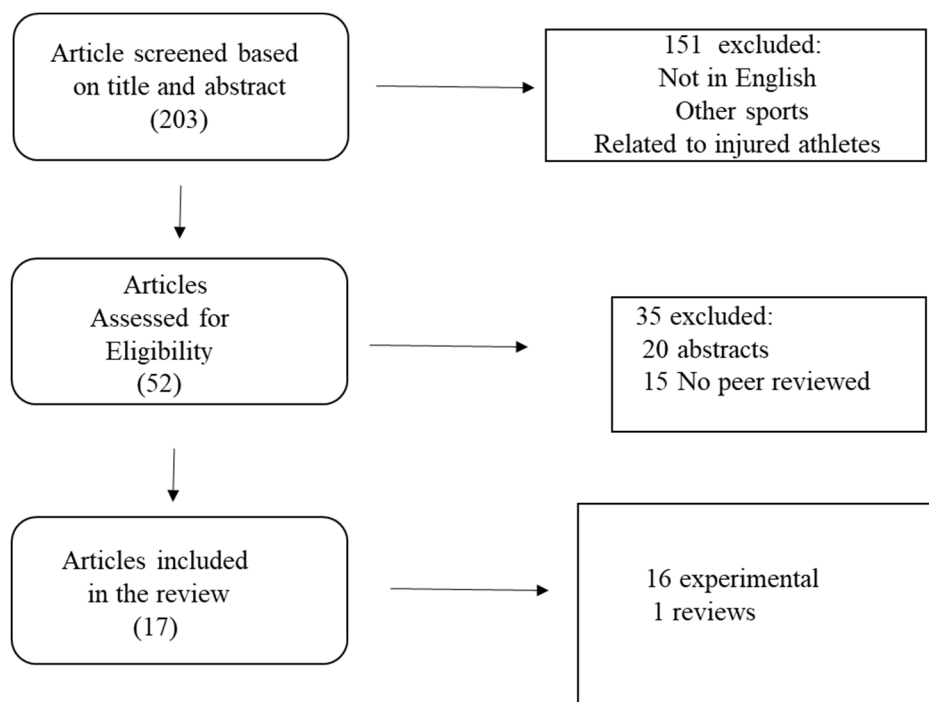 Article screened based
on title and abstract
(203)
151 excluded:
Not in English
Other sports
Related to injured athletes
Articles
Assessed for
Eligibility
(52)
35 excluded:
20 abstracts
15 No peer reviewed
Articles included
in the review
(17)
16 experimental
1 reviews